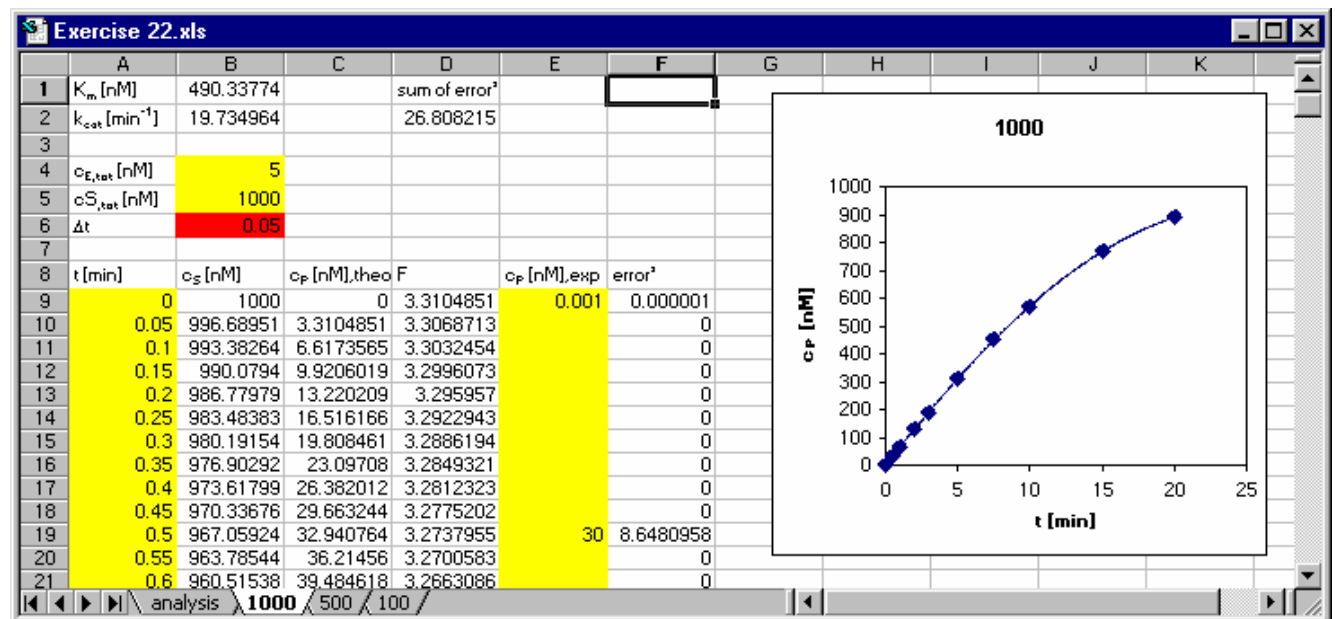 Exercise 22.xls
A B C D E F G H I J K
1 Km [nM] 490.33774 sum of error²
2 kcat [min-1] 19.734964 26.808215
3
4 cE,tot [nM] 5
5 cS,tot [nM] 1000
6 Δt 0.05
7
8 t [min] cS [nM] cP [nM],theo F cP [nM],exp error²
9 0 1000 0 3.3104851 0.001 0.000001
10 0.05 996.68951 3.3104851 3.3068713 0
11 0.1 993.38264 6.6173565 3.3032454 0
12 0.15 990.0794 9.9206019 3.2996073 0
13 0.2 986.77979 13.220209 3.295957 0
14 0.25 983.48383 16.516166 3.2922943 0
15 0.3 980.19154 19.808461 3.2886194 0
16 0.35 976.90292 23.09708 3.2849321 0
17 0.4 973.61799 26.382012 3.2812323 0
18 0.45 970.33676 29.663244 3.2775202 0
19 0.5 967.05924 32.940764 3.2737955 30 8.6480958
20 0.55 963.78544 36.21456 3.2700583 0
21 0.6 960.51538 39.484618 3.2663086 0
analysis 1000 500 100
1000
1000
900
800
700
600
500
400
300
200
100
0
cP [nM]
0 5 10 15 20 25
t [min]